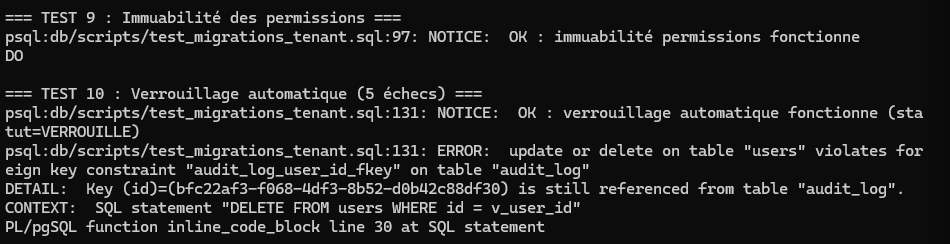 === TEST 9 : Immuabilité des permissions ===
psql:db/scripts/test_migrations_tenant.sql:97: NOTICE:  OK : immuabilité permissions fonctionne
DO
=== TEST 10 : Verrouillage automatique (5 échecs) ===
psql:db/scripts/test_migrations_tenant.sql:131: NOTICE:  OK : verrouillage automatique fonctionne (sta
tut=VERROUILLE)
psql:db/scripts/test_migrations_tenant.sql:131: ERROR:  update or delete on table "users" violates for
eign key constraint "audit_log_user_id_fkey" on table "audit_log"
DETAIL:  Key (id)=(bfc22af3-f068-4df3-8b52-d0b42c88df30) is still referenced from table "audit_log".
CONTEXT:  SQL statement "DELETE FROM users WHERE id = v_user_id"
PL/pgSQL function inline_code_block line 30 at SQL statement